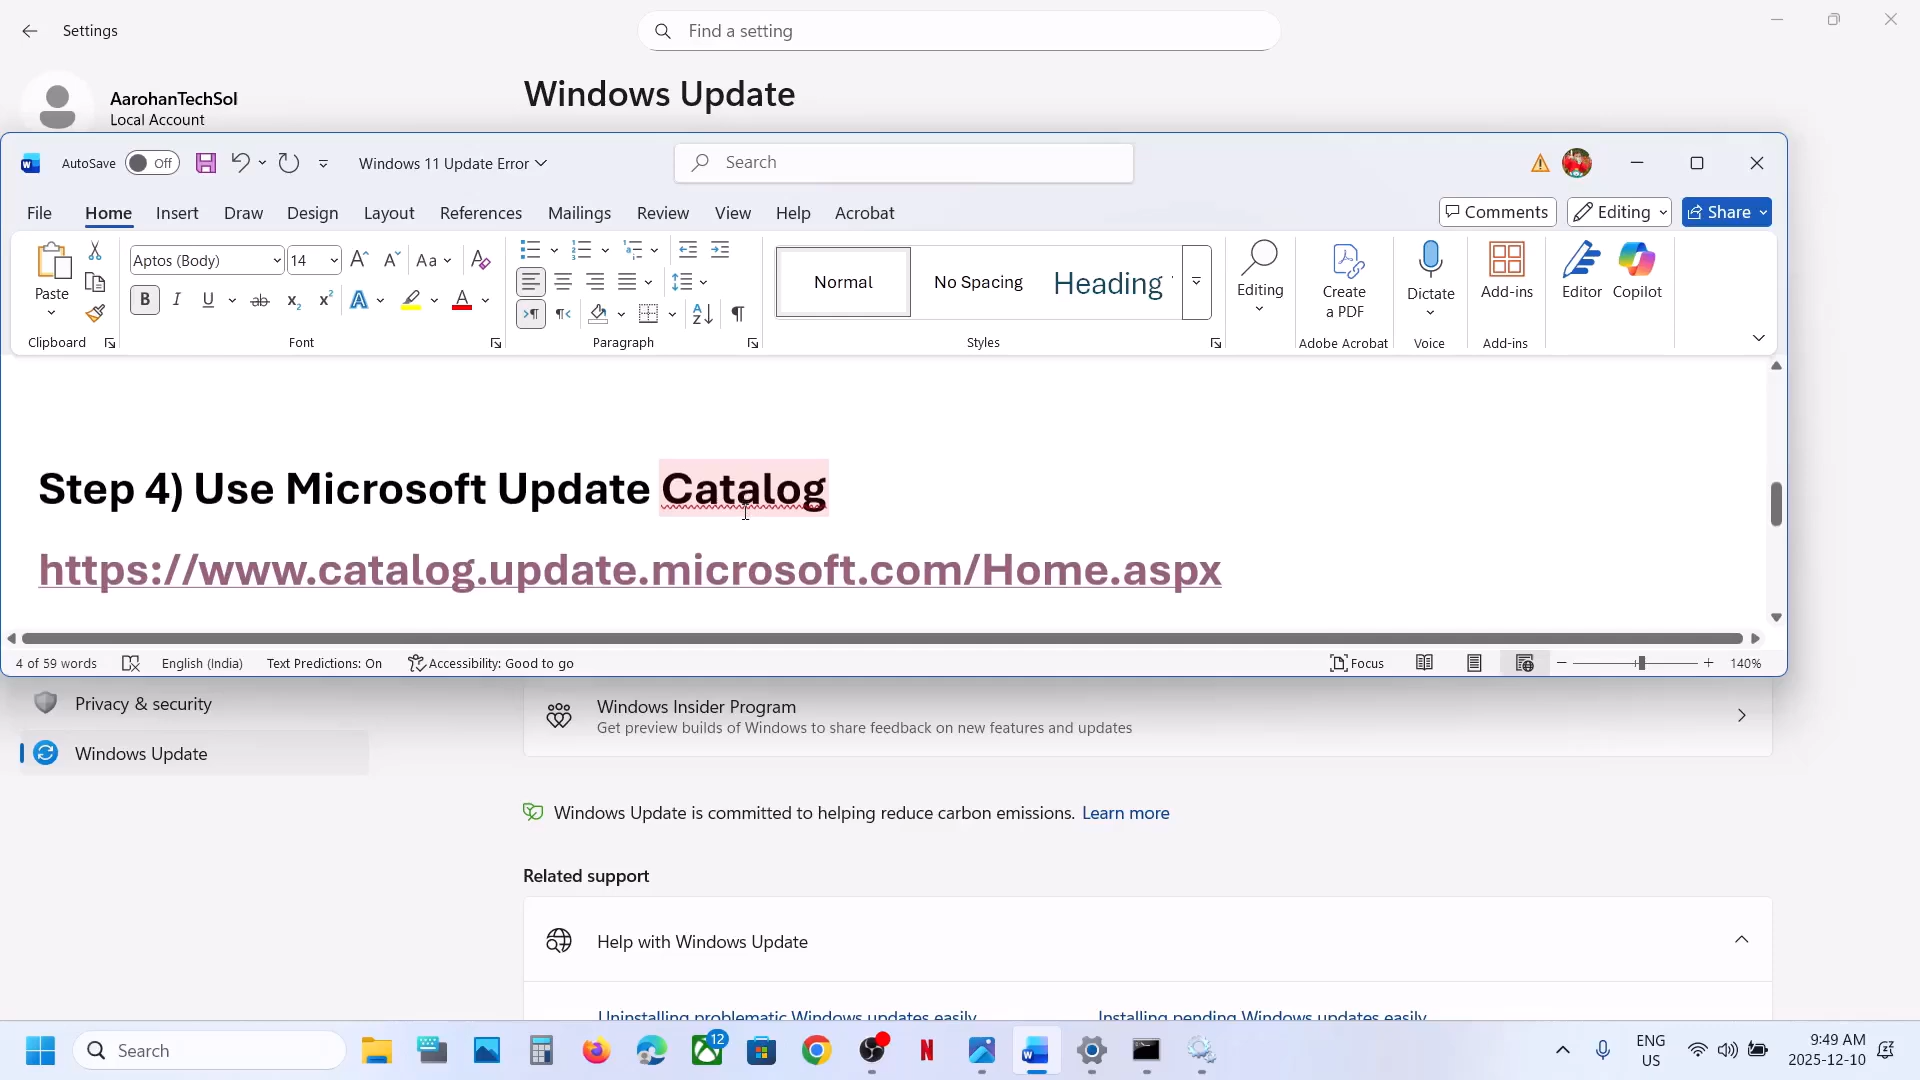 Settings
Find a setting
AarohanTechSol
Local Account
Windows Update
AutoSave Off
Windows 11 Update Error
Search
File Home Insert Draw Design Layout References Mailings Review View Help Acrobat
Comments Editing Share
Paste
Clipboard
Aptos (Body) 14
Font
Paragraph
Normal No Spacing Heading
Styles
Editing
Create a PDF
Adobe Acrobat
Dictate
Voice
Add-ins
Add-ins
Editor Copilot
Step 4) Use Microsoft Update Catalog
https://www.catalog.update.microsoft.com/Home.aspx
4 of 59 words English (India) Text Predictions: On Accessibility: Good to go Focus 140%
Privacy & security
Windows Update
Windows Insider Program
Get preview builds of Windows to share feedback on new features and updates
Windows Update is committed to helping reduce carbon emissions. Learn more
Related support
Help with Windows Update
Uninstalling problematic Windows updates easily
Installing pending Windows updates easily
Search
12
ENG
US
9:49 AM
2025-12-10